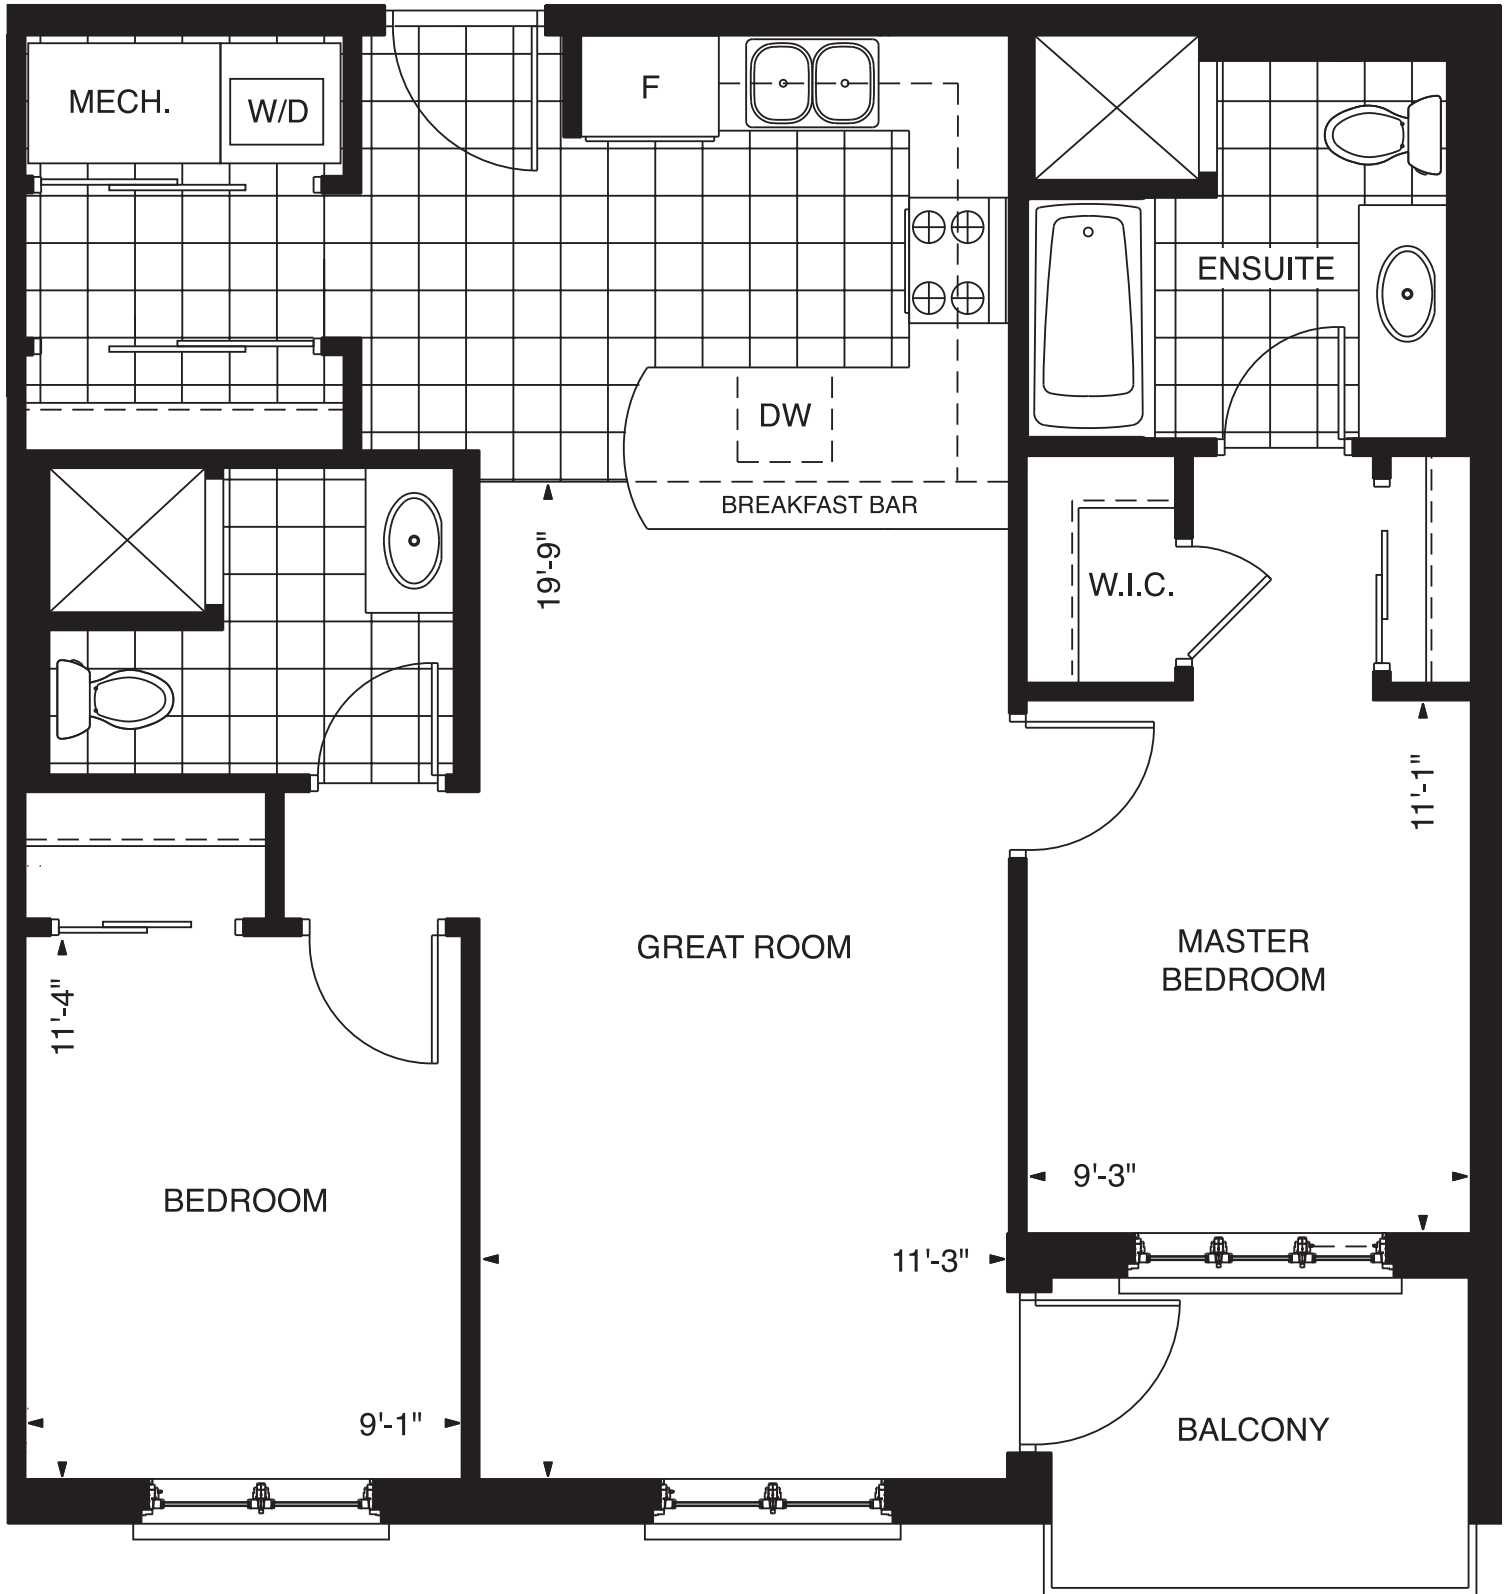 MECH.
W/D
F
ENSUITE
DW
BREAKFAST BAR
19'-9"
W.I.C.
11'-1"
GREAT ROOM
MASTER
BEDROOM
11'-4"
9'-3"
BEDROOM
11'-3"
9'-1"
BALCONY